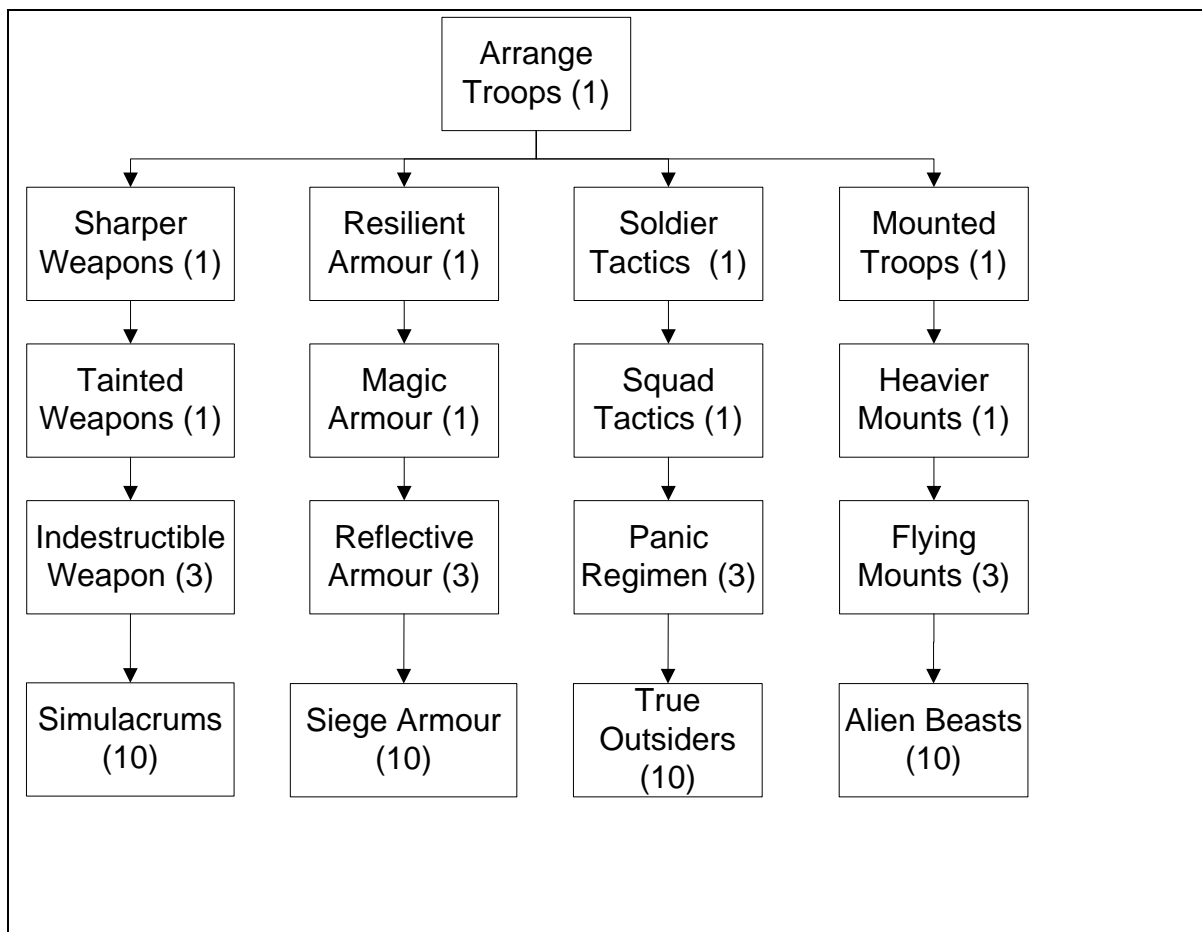 Arrange
Troops (1)
Sharper
Weapons (1)
Resilient
Armour (1)
Soldier
Tactics  (1)
Mounted
Troops (1)
Tainted
Weapons (1)
Magic
Armour (1)
Squad
Tactics (1)
Heavier
Mounts (1)
Indestructible
Weapon (3)
Reflective
Armour (3)
Panic
Regimen (3)
Flying
Mounts (3)
Simulacrums
(10)
Siege Armour
(10)
True
Outsiders
(10)
Alien Beasts
(10)